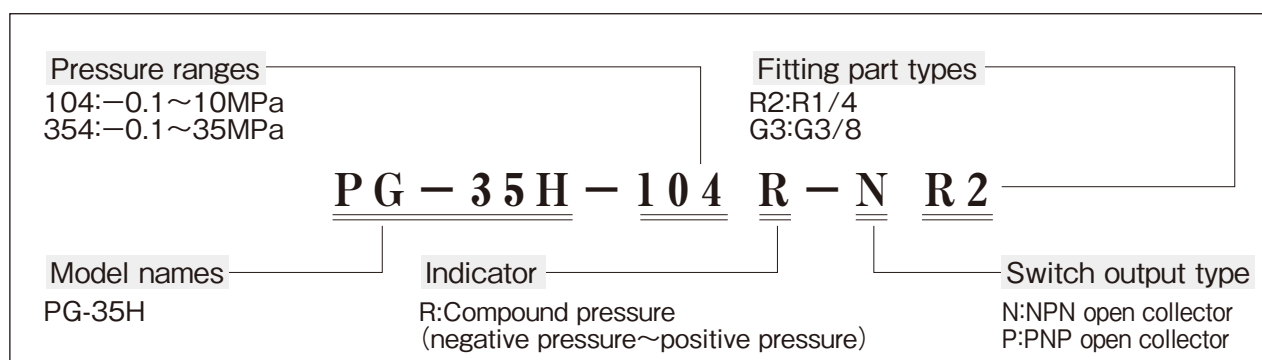 Pressure ranges
104:−0.1～10MPa
354:−0.1～35MPa
Fitting part types
R2:R1/4
G3:G3/8
PG−35H−104 R−N R2
Model names
PG-35H
Indicator
R:Compound pressure
(negative pressure～positive pressure)
Switch output type
N:NPN open collector
P:PNP open collector